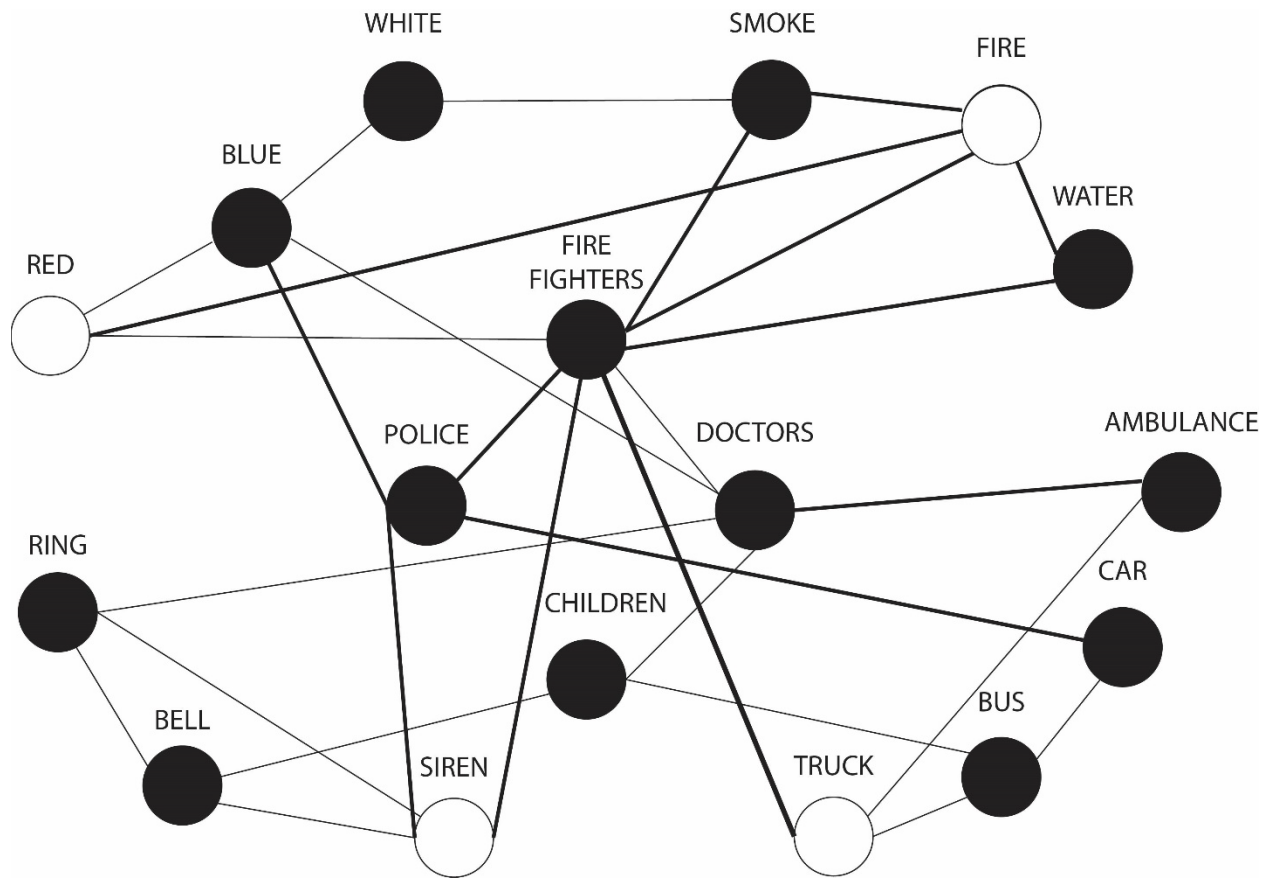 WHITE
SMOKE
FIRE
BLUE
WATER
RED
FIRE
FIGHTERS
POLICE
DOCTORS
AMBULANCE
RING
CAR
CHILDREN
BELL
BUS
SIREN
TRUCK